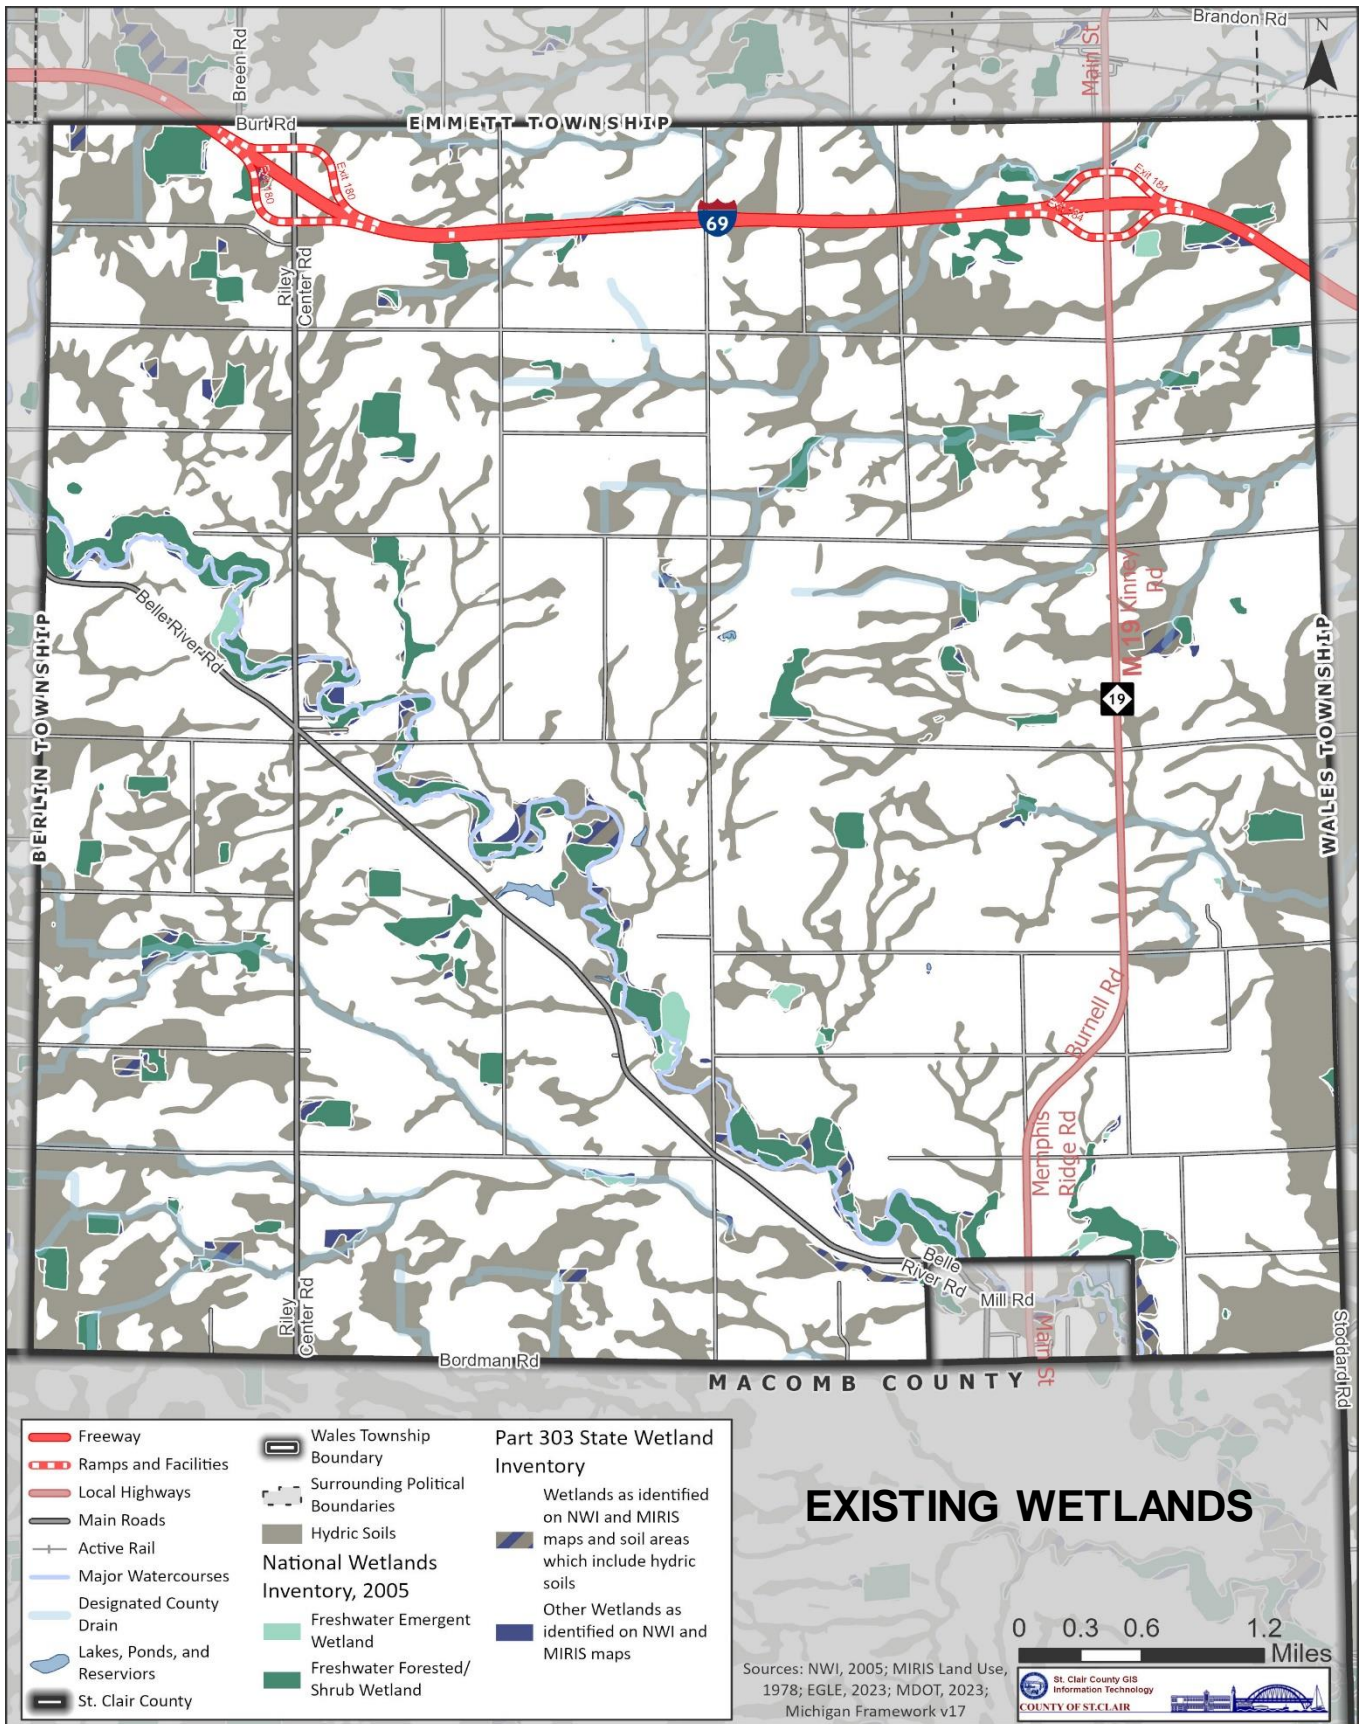 Brandon Rd
N
Breen Rd
Main St
Burt Rd
EMMETT TOWNSHIP
Exit 180
Exit 180
Exit 184
69
Riley
Center Rd
M 19 Kinney
Rd
Belle River Rd
BERLIN TOWNSHIP
WALES TOWNSHIP
19
Burnell Rd
Memphis
Ridge Rd
Belle
River Rd
Mill Rd
Riley
Center Rd
Main St
Stoddard Rd
Bordman Rd
MACOMB COUNTY
Freeway
Ramps and Facilities
Local Highways
Main Roads
Active Rail
Major Watercourses
Designated County
Drain
Lakes, Ponds, and
Reserviors
St. Clair County
Wales Township
Boundary
Surrounding Political
Boundaries
Hydric Soils
National Wetlands
Inventory, 2005
Freshwater Emergent
Wetland
Freshwater Forested/
Shrub Wetland
Part 303 State Wetland
Inventory
Wetlands as identified
on NWI and MIRIS
maps and soil areas
which include hydric
soils
Other Wetlands as
identified on NWI and
MIRIS maps
EXISTING WETLANDS
0 0.3 0.6 1.2
Miles
Sources: NWI, 2005; MIRIS Land Use,
1978; EGLE, 2023; MDOT, 2023;
Michigan Framework v17
St. Clair County GIS
Information Technology
COUNTY OF ST.CLAIR